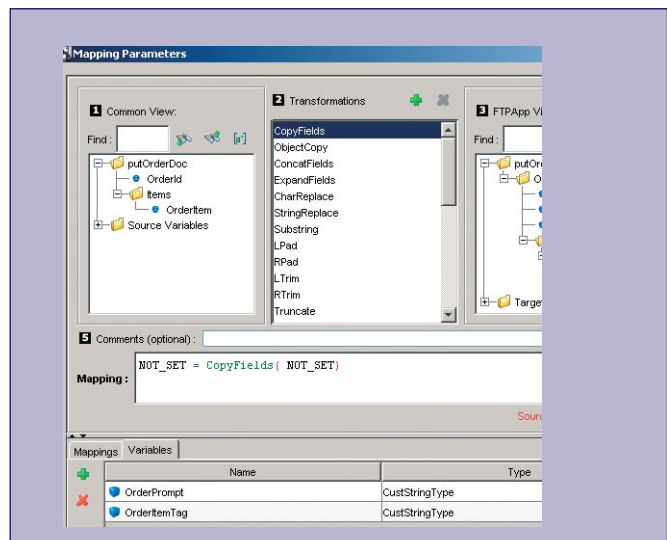 Mapping Parameters
1 Common View:
Find :
[p*]
putOrderDoc
OrderId
Items
OrderItem
Source Variables
2 Transformations
CopyFields
ObjectCopy
ConcatFields
ExpandFields
CharReplace
StringReplace
Substring
LPad
RPad
LTrim
RTrim
Truncate
3 FTPApp Vi
Find :
putOr
O
Targe
5 Comments (optional) :
Mapping :
NOT_SET = CopyFields( NOT_SET)
Sourc
Mappings Variables
Name Type
OrderPrompt CustStringType
OrderItemTag CustStringType